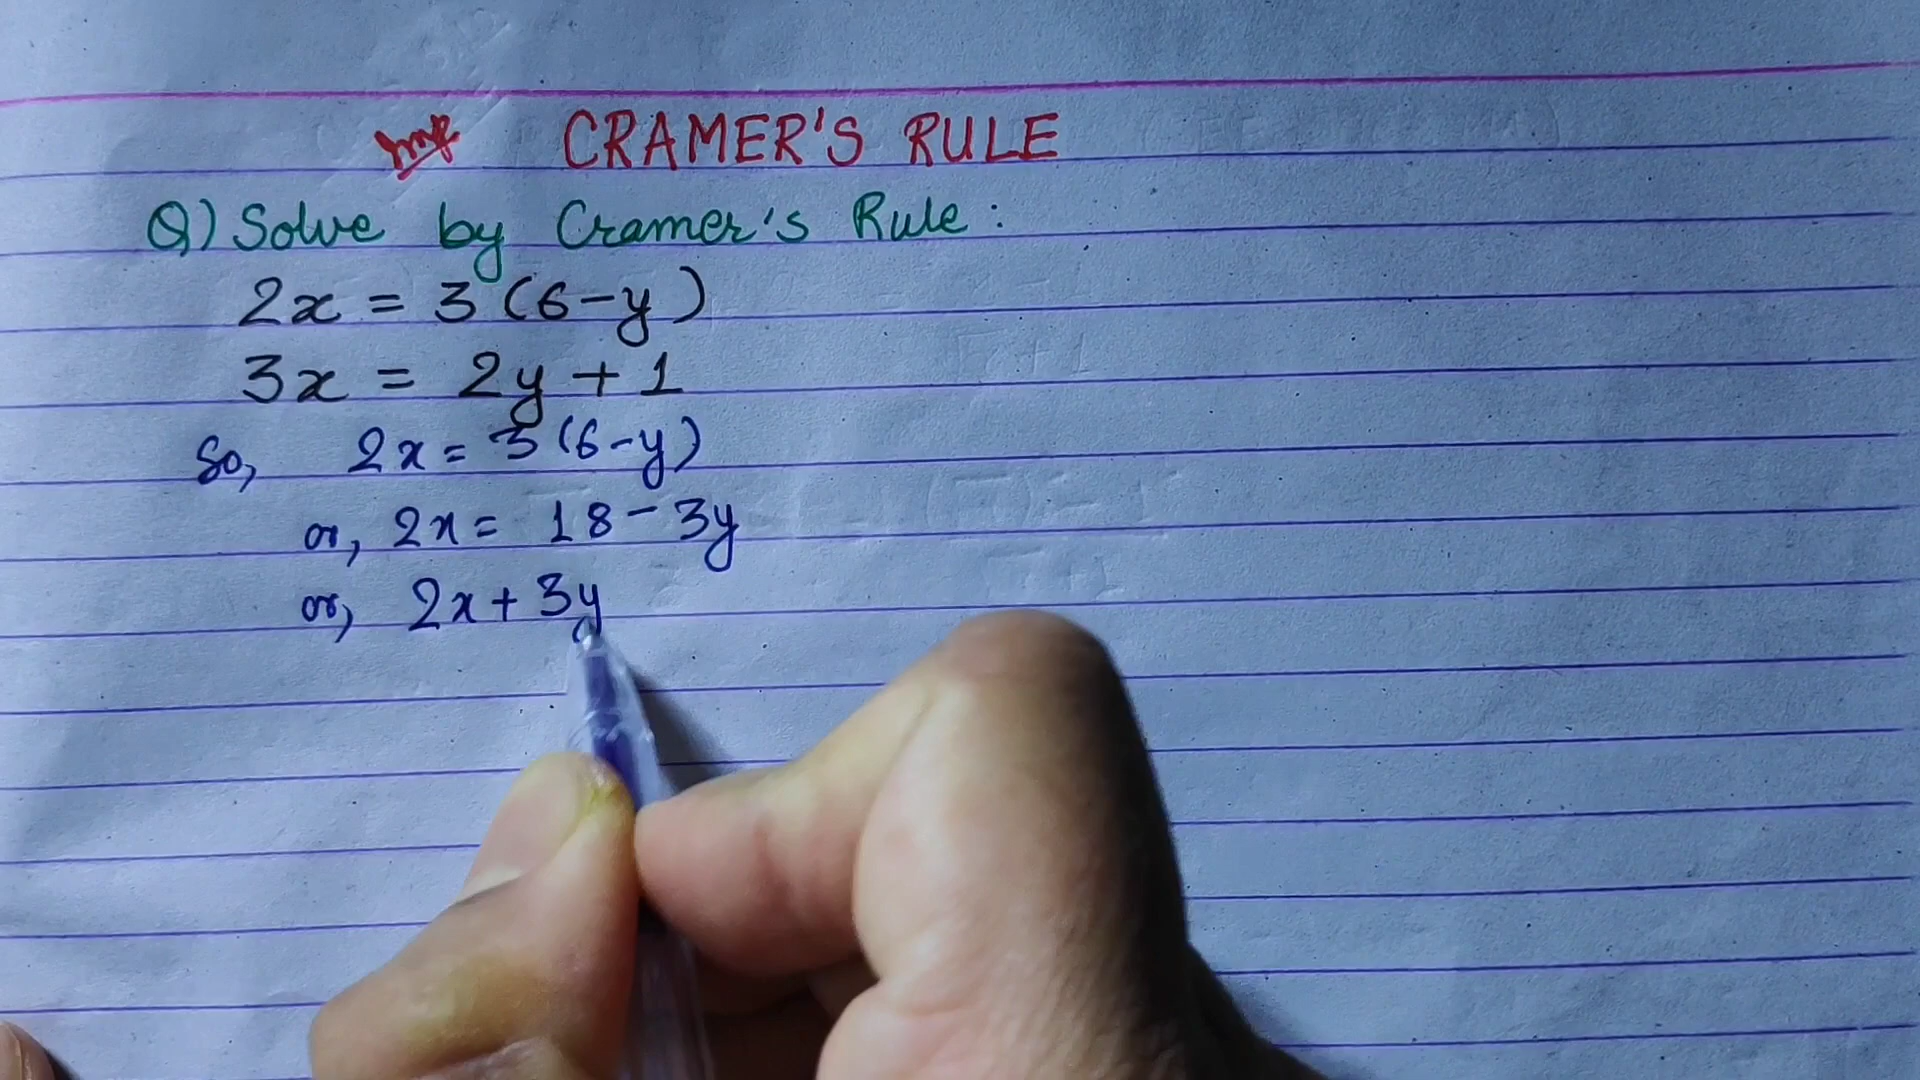 Imp CRAMER'S RULE
Q) Solve by Cramer's Rule:
2x = 3(6-y)
3x = 2y + 1
So, 2x = 3(6-y)
or, 2x = 18 - 3y
or, 2x + 3y